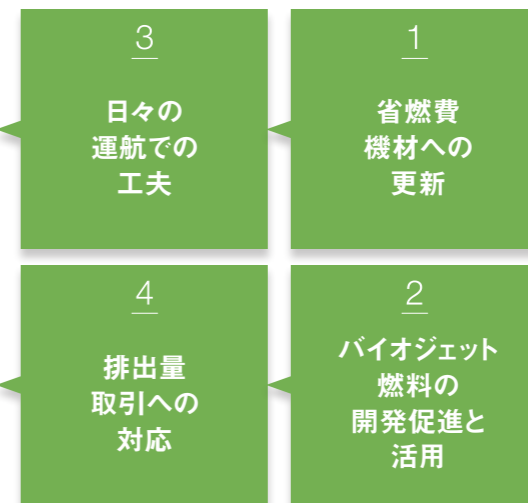 1
省燃費
機材への
更新
2
バイオジェット
燃料の
開発促進と
活用
3
日々の
運航での
工夫
4
排出量
取引への
対応